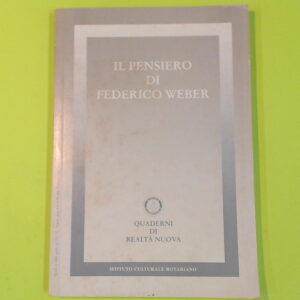 IL PENSIERO
DI
FEDERICO WEBER
QUADERNI
DI
REALTÀ NUOVA
ISTITUTO CULTURALE ROTARIANO